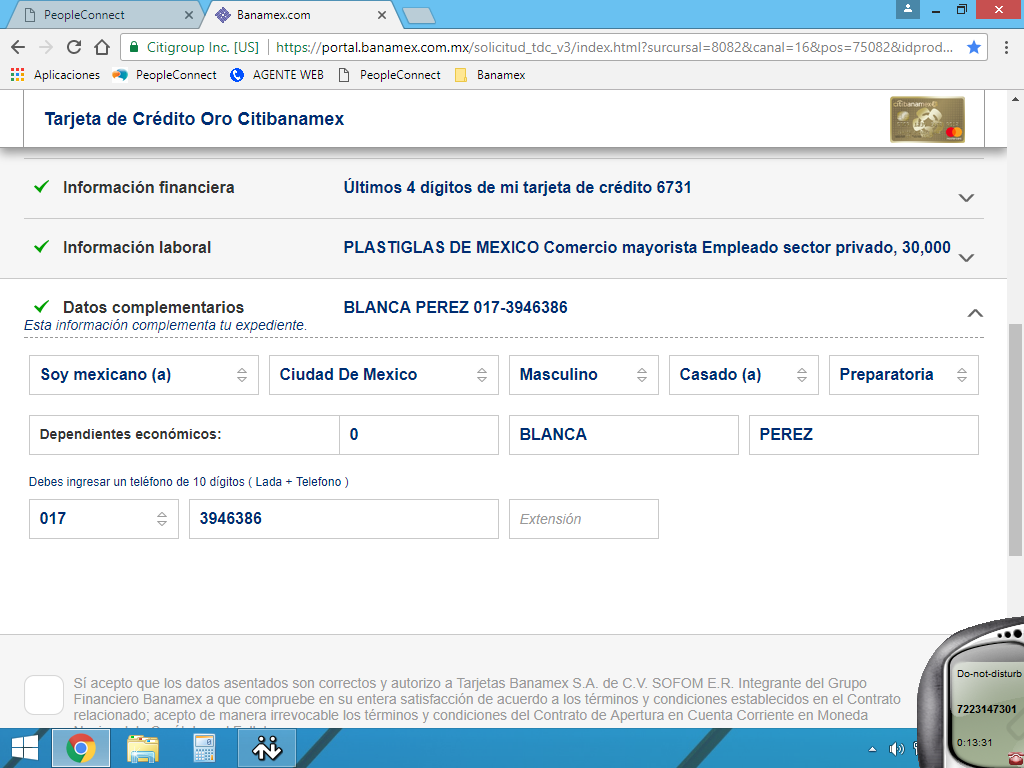 PeopleConnect
Banamex.com
Citigroup Inc. [US] https://portal.banamex.com.mx/solicitud_tdc_v3/index.html?surcursal=8082&canal=16&pos=75082&idprod...
Aplicaciones PeopleConnect AGENTE WEB PeopleConnect Banamex
Tarjeta de Crédito Oro Citibanamex
Información financiera Últimos 4 dígitos de mi tarjeta de crédito 6731
Información laboral PLASTIGLAS DE MEXICO Comercio mayorista Empleado sector privado, 30,000
Datos complementarios BLANCA PEREZ 017-3946386
Esta información complementa tu expediente.
Soy mexicano (a) Ciudad De Mexico Masculino Casado (a) Preparatoria
Dependientes económicos: 0 BLANCA PEREZ
Debes ingresar un teléfono de 10 dígitos ( Lada + Telefono )
017 3946386 Extensión
Sí acepto que los datos asentados son correctos y autorizo a Tarjetas Banamex S.A. de C.V. SOFOM E.R. Integrante del Grupo
Financiero Banamex a que compruebe en su entera satisfacción de acuerdo a los términos y condiciones establecidos en el Contrato
relacionado; acepto de manera irrevocable los términos y condiciones del Contrato de Apertura en Cuenta Corriente en Moneda
Do-not-disturb
7223147301
0:13:31